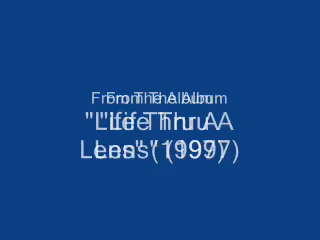 From The Album
"Life Thru A
Lens" (1997)